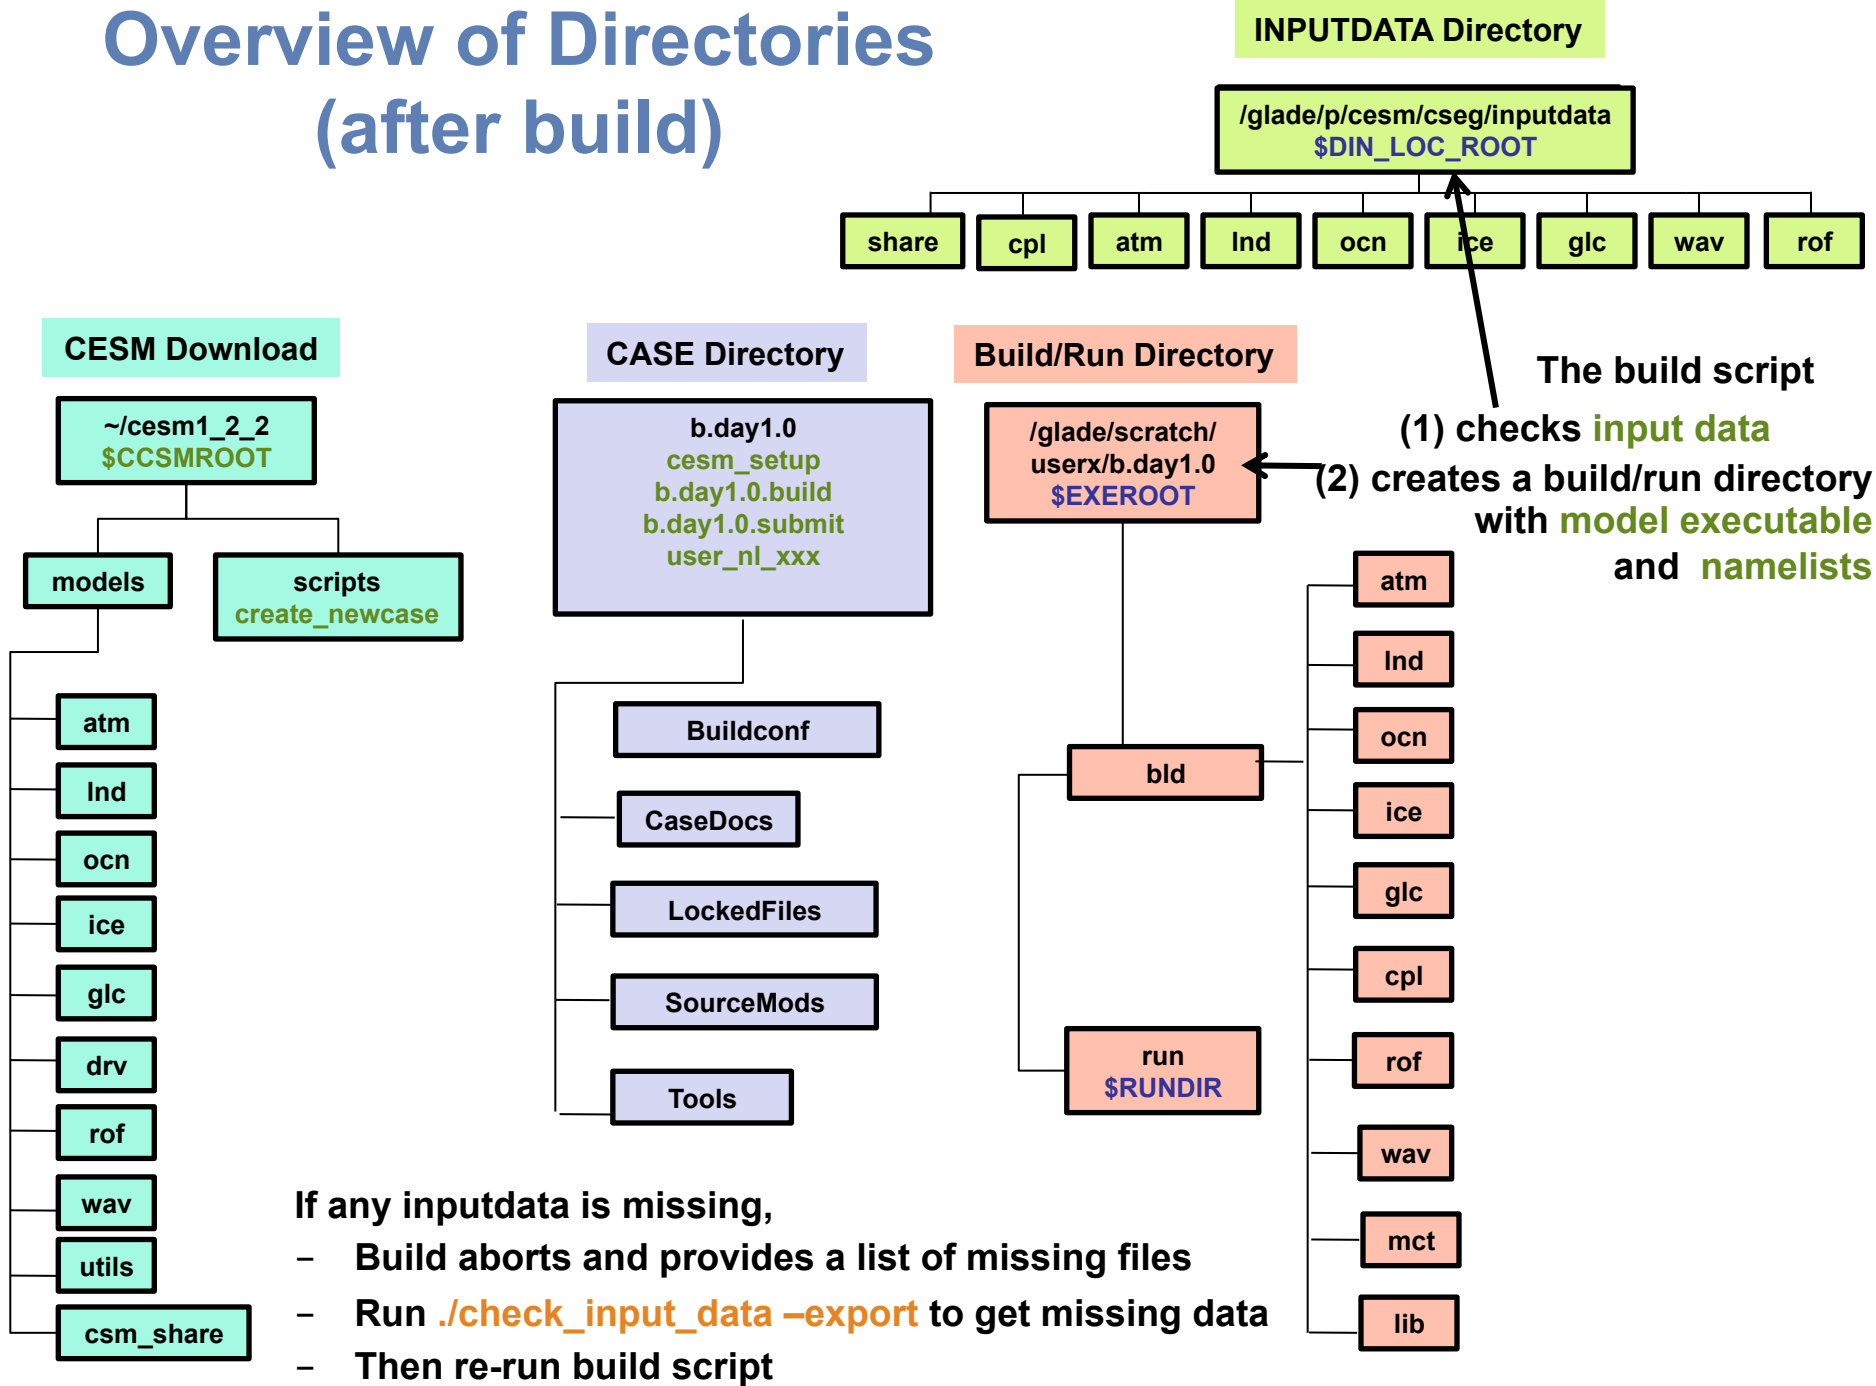 Overview of Directories
(after build)
INPUTDATA Directory
/glade/p/cesm/cseg/inputdata
$DIN_LOC_ROOT
share
cpl
atm
lnd
ocn
ice
glc
wav
rof
CESM Download
~/cesm1_2_2
$CCSMROOT
models
scripts
create_newcase
atm
lnd
ocn
ice
glc
drv
rof
wav
utils
csm_share
CASE Directory
b.day1.0
cesm_setup
b.day1.0.build
b.day1.0.submit
user_nl_xxx
Buildconf
CaseDocs
LockedFiles
SourceMods
Tools
Build/Run Directory
/glade/scratch/
userx/b.day1.0
$EXEROOT
bld
run
$RUNDIR
atm
lnd
ocn
ice
glc
cpl
rof
wav
mct
lib
The build script
(1) checks input data
(2) creates a build/run directory
with model executable
and namelists
If any inputdata is missing,
– Build aborts and provides a list of missing files
– Run ./check_input_data –export to get missing data
– Then re-run build script